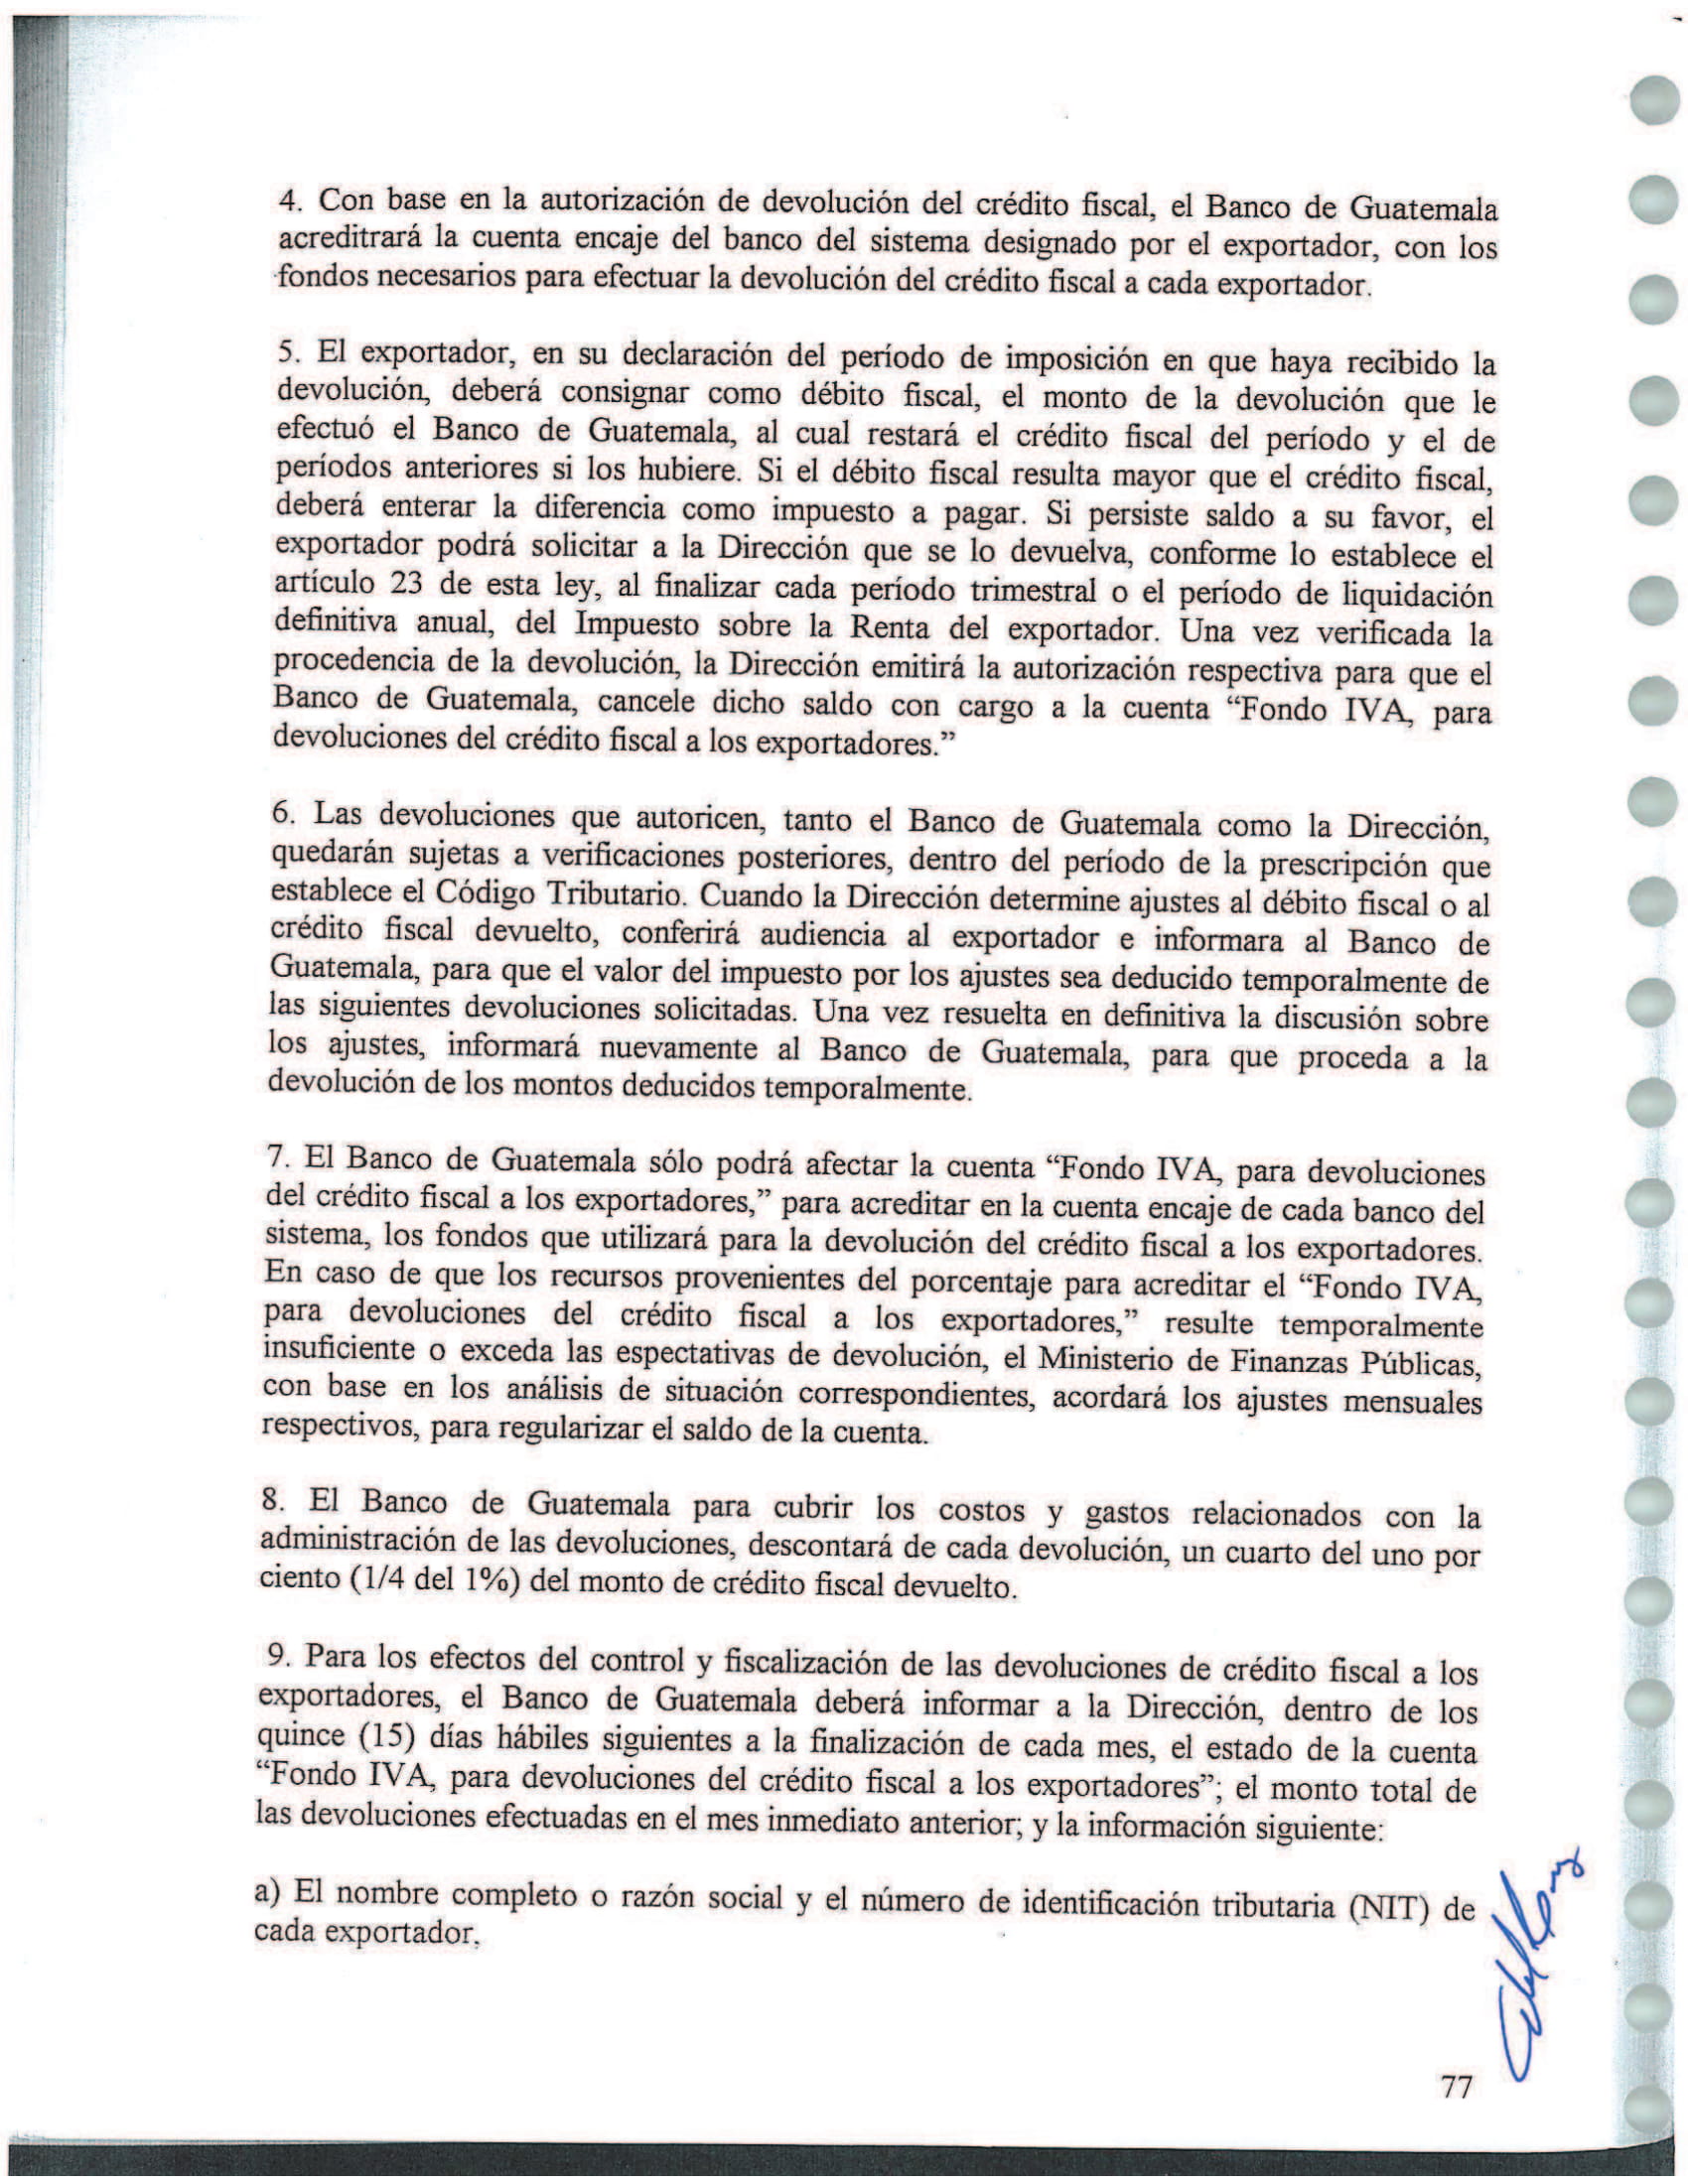 4. Con base en la autorización de devolución del crédito fiscal, el Banco de Guatemala
acreditrará la cuenta encaje del banco del sistema designado por el exportador, con los
fondos necesarios para efectuar la devolución del crédito fiscal a cada exportador.
5. El exportador, en su declaración del período de imposición en que haya recibido la
devolución, deberá consignar como débito fiscal, el monto de la devolución que le
efectuó el Banco de Guatemala, al cual restará el crédito fiscal del período y el de
períodos anteriores si los hubiere. Si el débito fiscal resulta mayor que el crédito fiscal,
deberá enterar la diferencia como impuesto a pagar. Si persiste saldo a su favor, el
exportador podrá solicitar a la Dirección que se lo devuelva, conforme lo establece el
artículo 23 de esta ley, al finalizar cada período trimestral o el período de liquidación
definitiva anual, del Impuesto sobre la Renta del exportador. Una vez verificada la
procedencia de la devolución, la Dirección emitirá la autorización respectiva para que el
Banco de Guatemala, cancele dicho saldo con cargo a la cuenta “Fondo IVA, para
devoluciones del crédito fiscal a los exportadores.”
6. Las devoluciones que autoricen, tanto el Banco de Guatemala como la Dirección,
quedarán sujetas a verificaciones posteriores, dentro del período de la prescripción que
establece el Código Tributario. Cuando la Dirección determine ajustes al débito fiscal o al
crédito fiscal devuelto, conferirá audiencia al exportador e informara al Banco de
Guatemala, para que el valor del impuesto por los ajustes sea deducido temporalmente de
las siguientes devoluciones solicitadas. Una vez resuelta en definitiva la discusión sobre
los ajustes, informará nuevamente al Banco de Guatemala, para que proceda a la
devolución de los montos deducidos temporalmente.
7. El Banco de Guatemala sólo podrá afectar la cuenta “Fondo IVA, para devoluciones
del crédito fiscal a los exportadores,” para acreditar en la cuenta encaje de cada banco del
sistema, los fondos que utilizará para la devolución del crédito fiscal a los exportadores.
En caso de que los recursos provenientes del porcentaje para acreditar el “Fondo IVA,
para devoluciones del crédito fiscal a los exportadores,” resulte temporalmente
insuficiente o exceda las espectativas de devolución, el Ministerio de Finanzas Públicas,
con base en los análisis de situación correspondientes, acordará los ajustes mensuales
respectivos, para regularizar el saldo de la cuenta.
8. El Banco de Guatemala para cubrir los costos y gastos relacionados con la
administración de las devoluciones, descontará de cada devolución, un cuarto del uno por
ciento (1/4 del 1%) del monto de crédito fiscal devuelto.
9. Para los efectos del control y fiscalización de las devoluciones de crédito fiscal a los
exportadores, el Banco de Guatemala deberá informar a la Dirección, dentro de los
quince (15) días hábiles siguientes a la finalización de cada mes, el estado de la cuenta
“Fondo IVA, para devoluciones del crédito fiscal a los exportadores”; el monto total de
las devoluciones efectuadas en el mes inmediato anterior; y la información siguiente:
a) El nombre completo o razón social y el número de identificación tributaria (NIT) de
cada exportador.
77